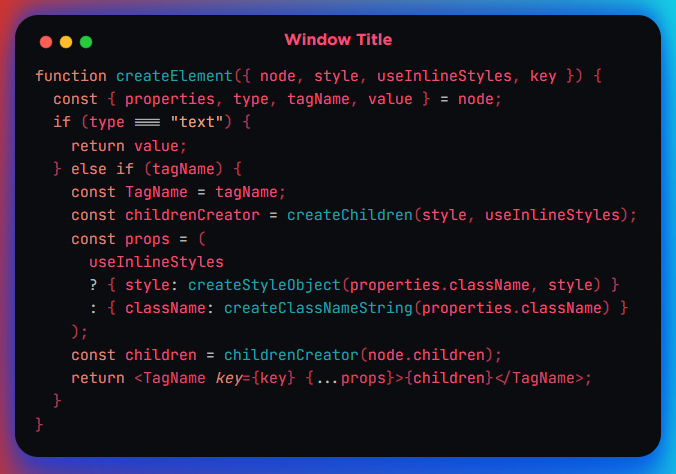 Window Title
function createElement({ node, style, useInlineStyles, key }) {
  const { properties, type, tagName, value } = node;
  if (type === "text") {
    return value;
  } else if (tagName) {
    const TagName = tagName;
    const childrenCreator = createChildren(style, useInlineStyles);
    const props = (
      useInlineStyles
      ? { style: createStyleObject(properties.className, style) }
      : { className: createClassNameString(properties.className) }
    );
    const children = childrenCreator(node.children);
    return <TagName key={key} {...props}>{children}</TagName>;
  }
}